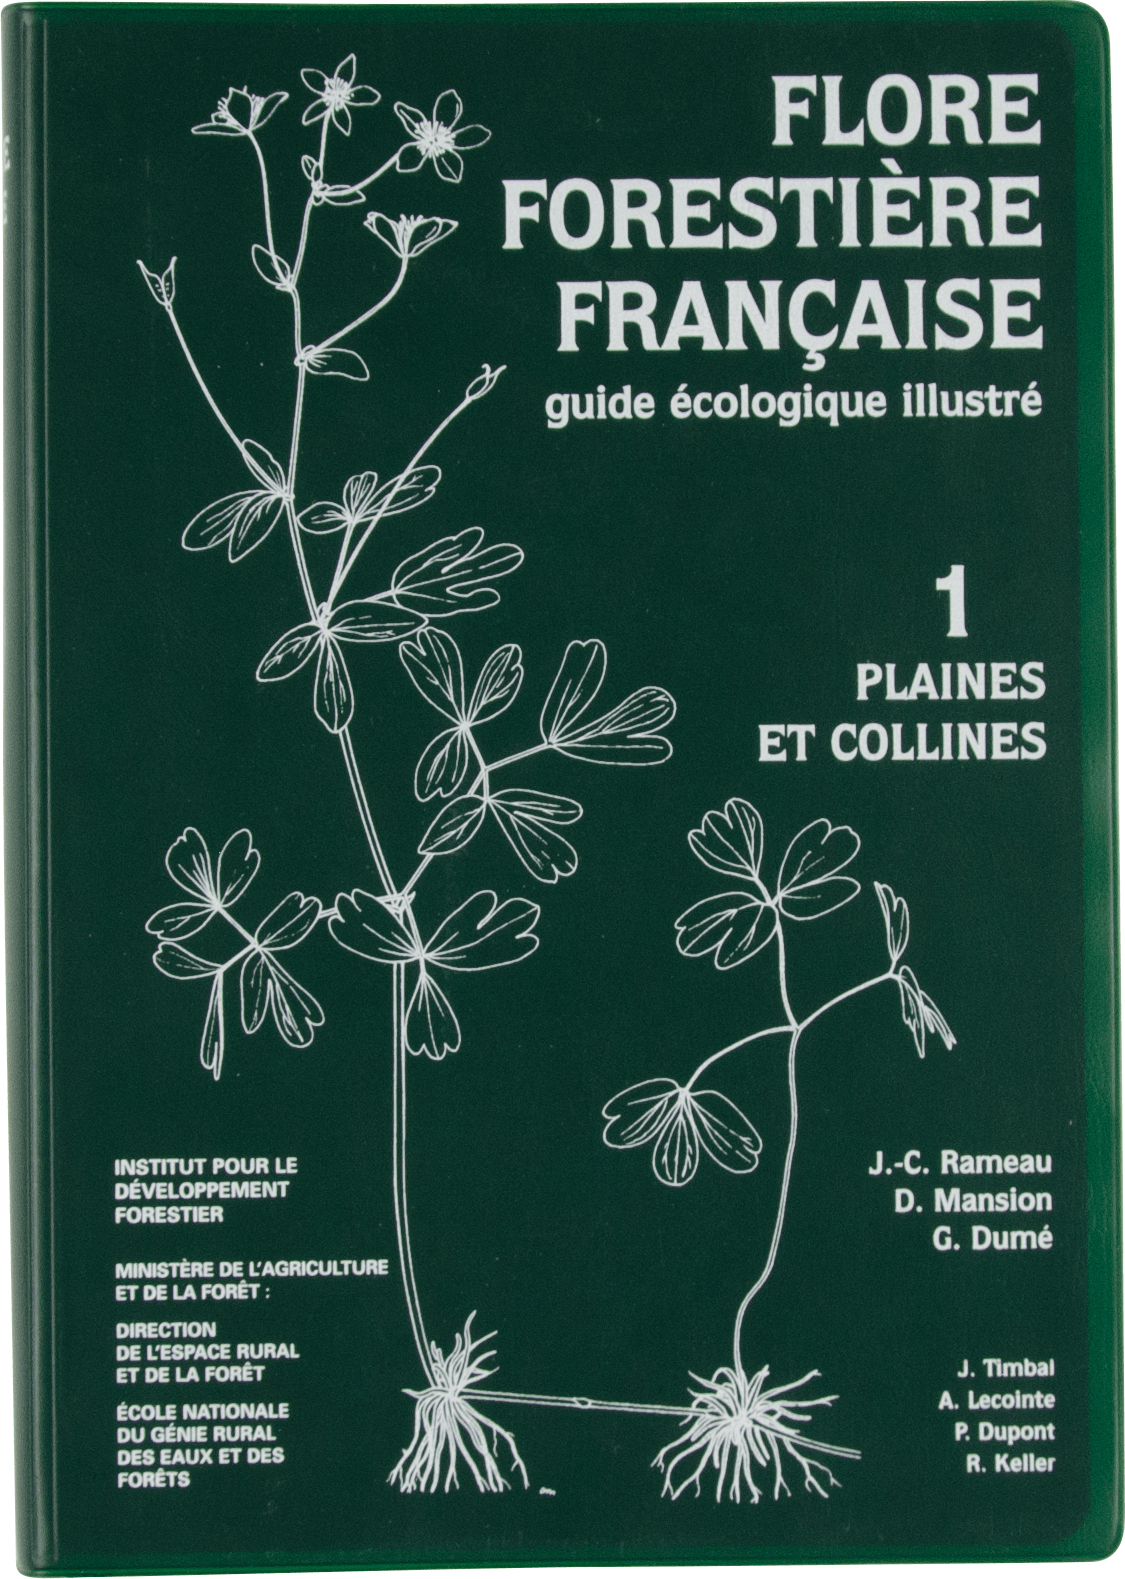 FLORE
FORESTIÈRE
FRANÇAISE
guide écologique illustré
1
PLAINES
ET COLLINES
INSTITUT POUR LE
DÉVELOPPEMENT
FORESTIER
MINISTÈRE DE L'AGRICULTURE
ET DE LA FORÊT :
DIRECTION
DE L'ESPACE RURAL
ET DE LA FORÊT
ÉCOLE NATIONALE
DU GÉNIE RURAL
DES EAUX ET DES
FORÊTS
J.-C. Rameau
D. Mansion
G. Dumé
J. Timbal
A. Lecointe
P. Dupont
R. Keller